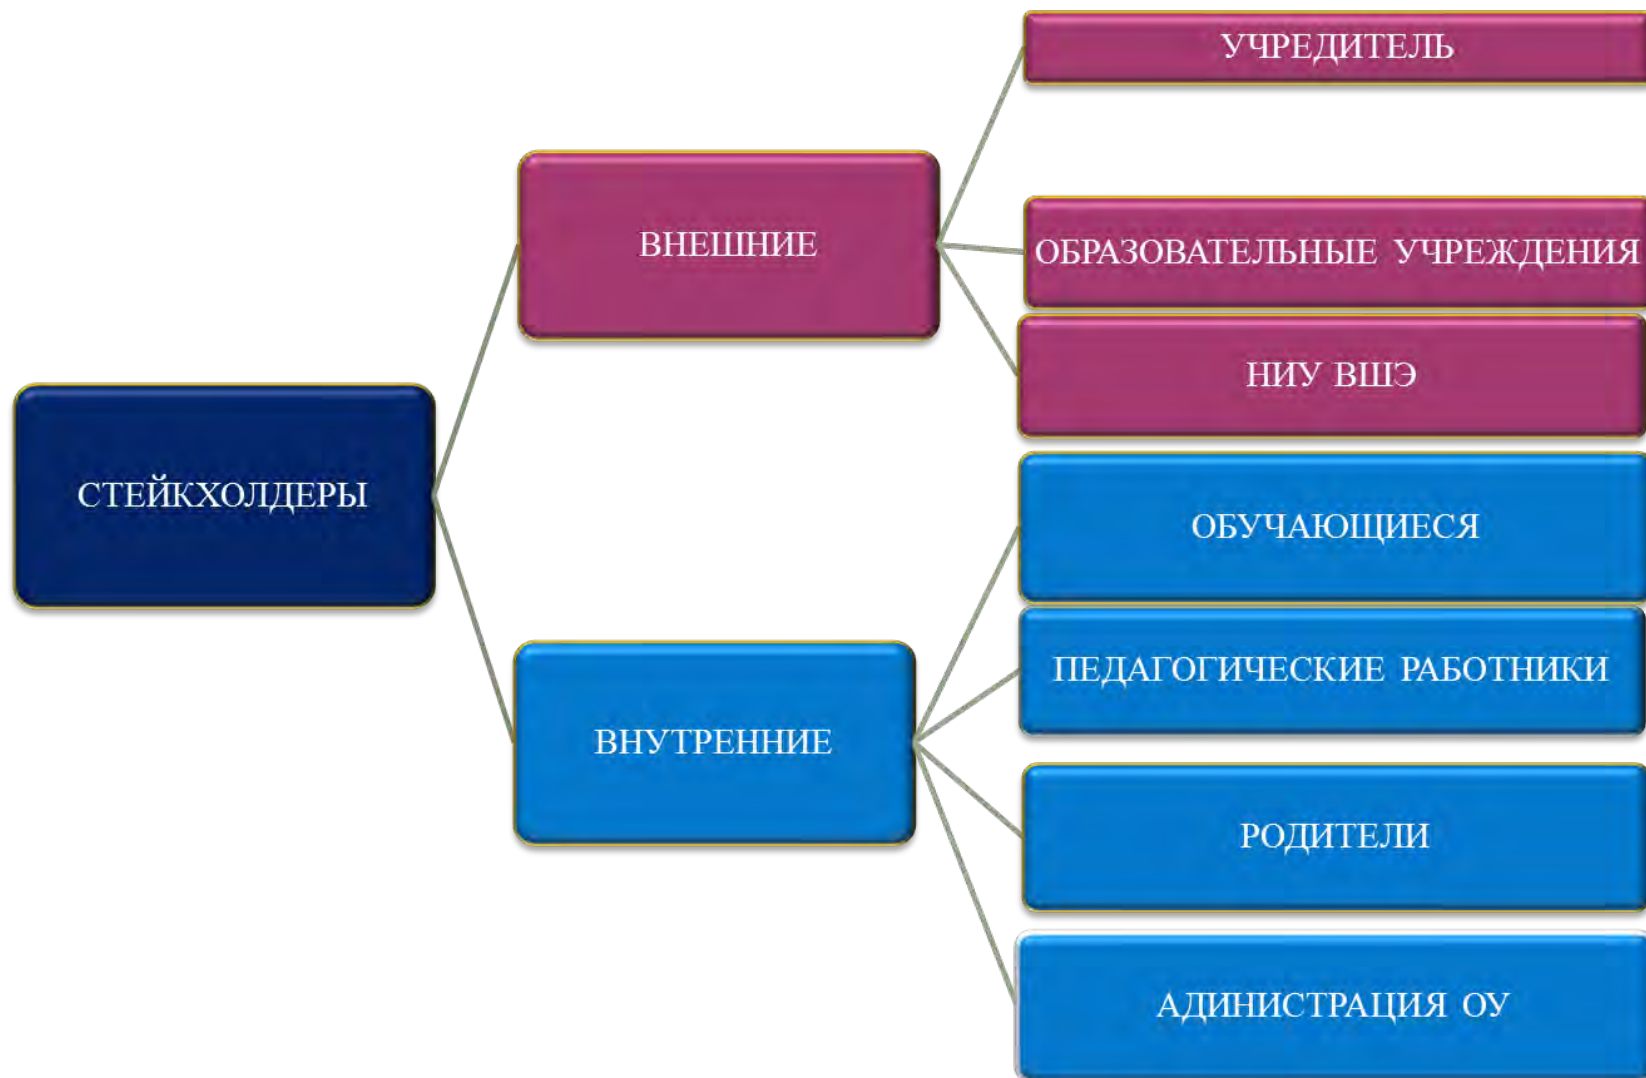 СТЕЙКХОЛДЕРЫ
ВНЕШНИЕ
УЧРЕДИТЕЛЬ
ОБРАЗОВАТЕЛЬНЫЕ УЧРЕЖДЕНИЯ
НИУ ВШЭ
ВНУТРЕННИЕ
ОБУЧАЮЩИЕСЯ
ПЕДАГОГИЧЕСКИЕ РАБОТНИКИ
РОДИТЕЛИ
АДИНИСТРАЦИЯ ОУ